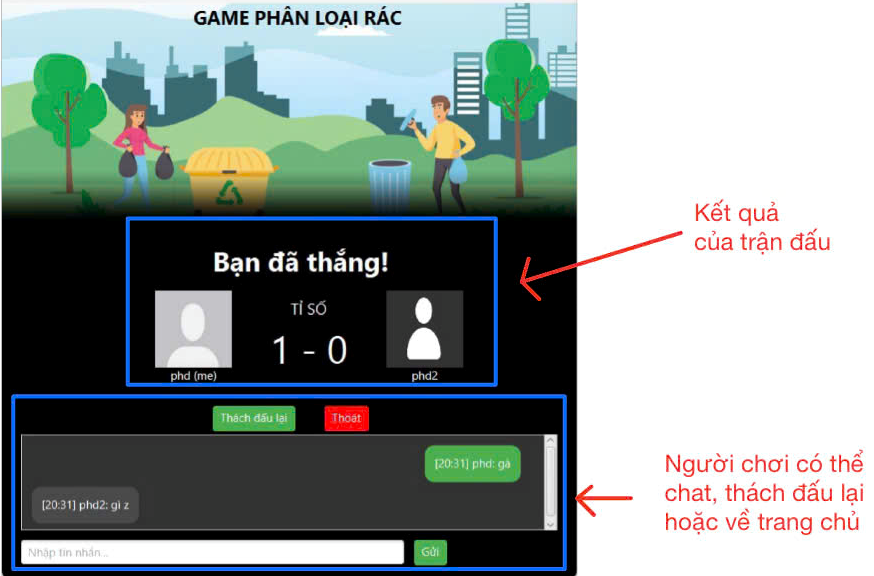 GAME PHÂN LOẠI RÁC
Kết quả
của trận đấu
Bạn đã thắng!
TỈ SỐ
1 - 0
phd (me)
phd2
Thách đấu lại
Thoát
[20:31] phd: gà
[20:31] phd2: gì z
Người chơi có thể
chat, thách đấu lại
hoặc về trang chủ
Nhập tin nhắn...
Gửi